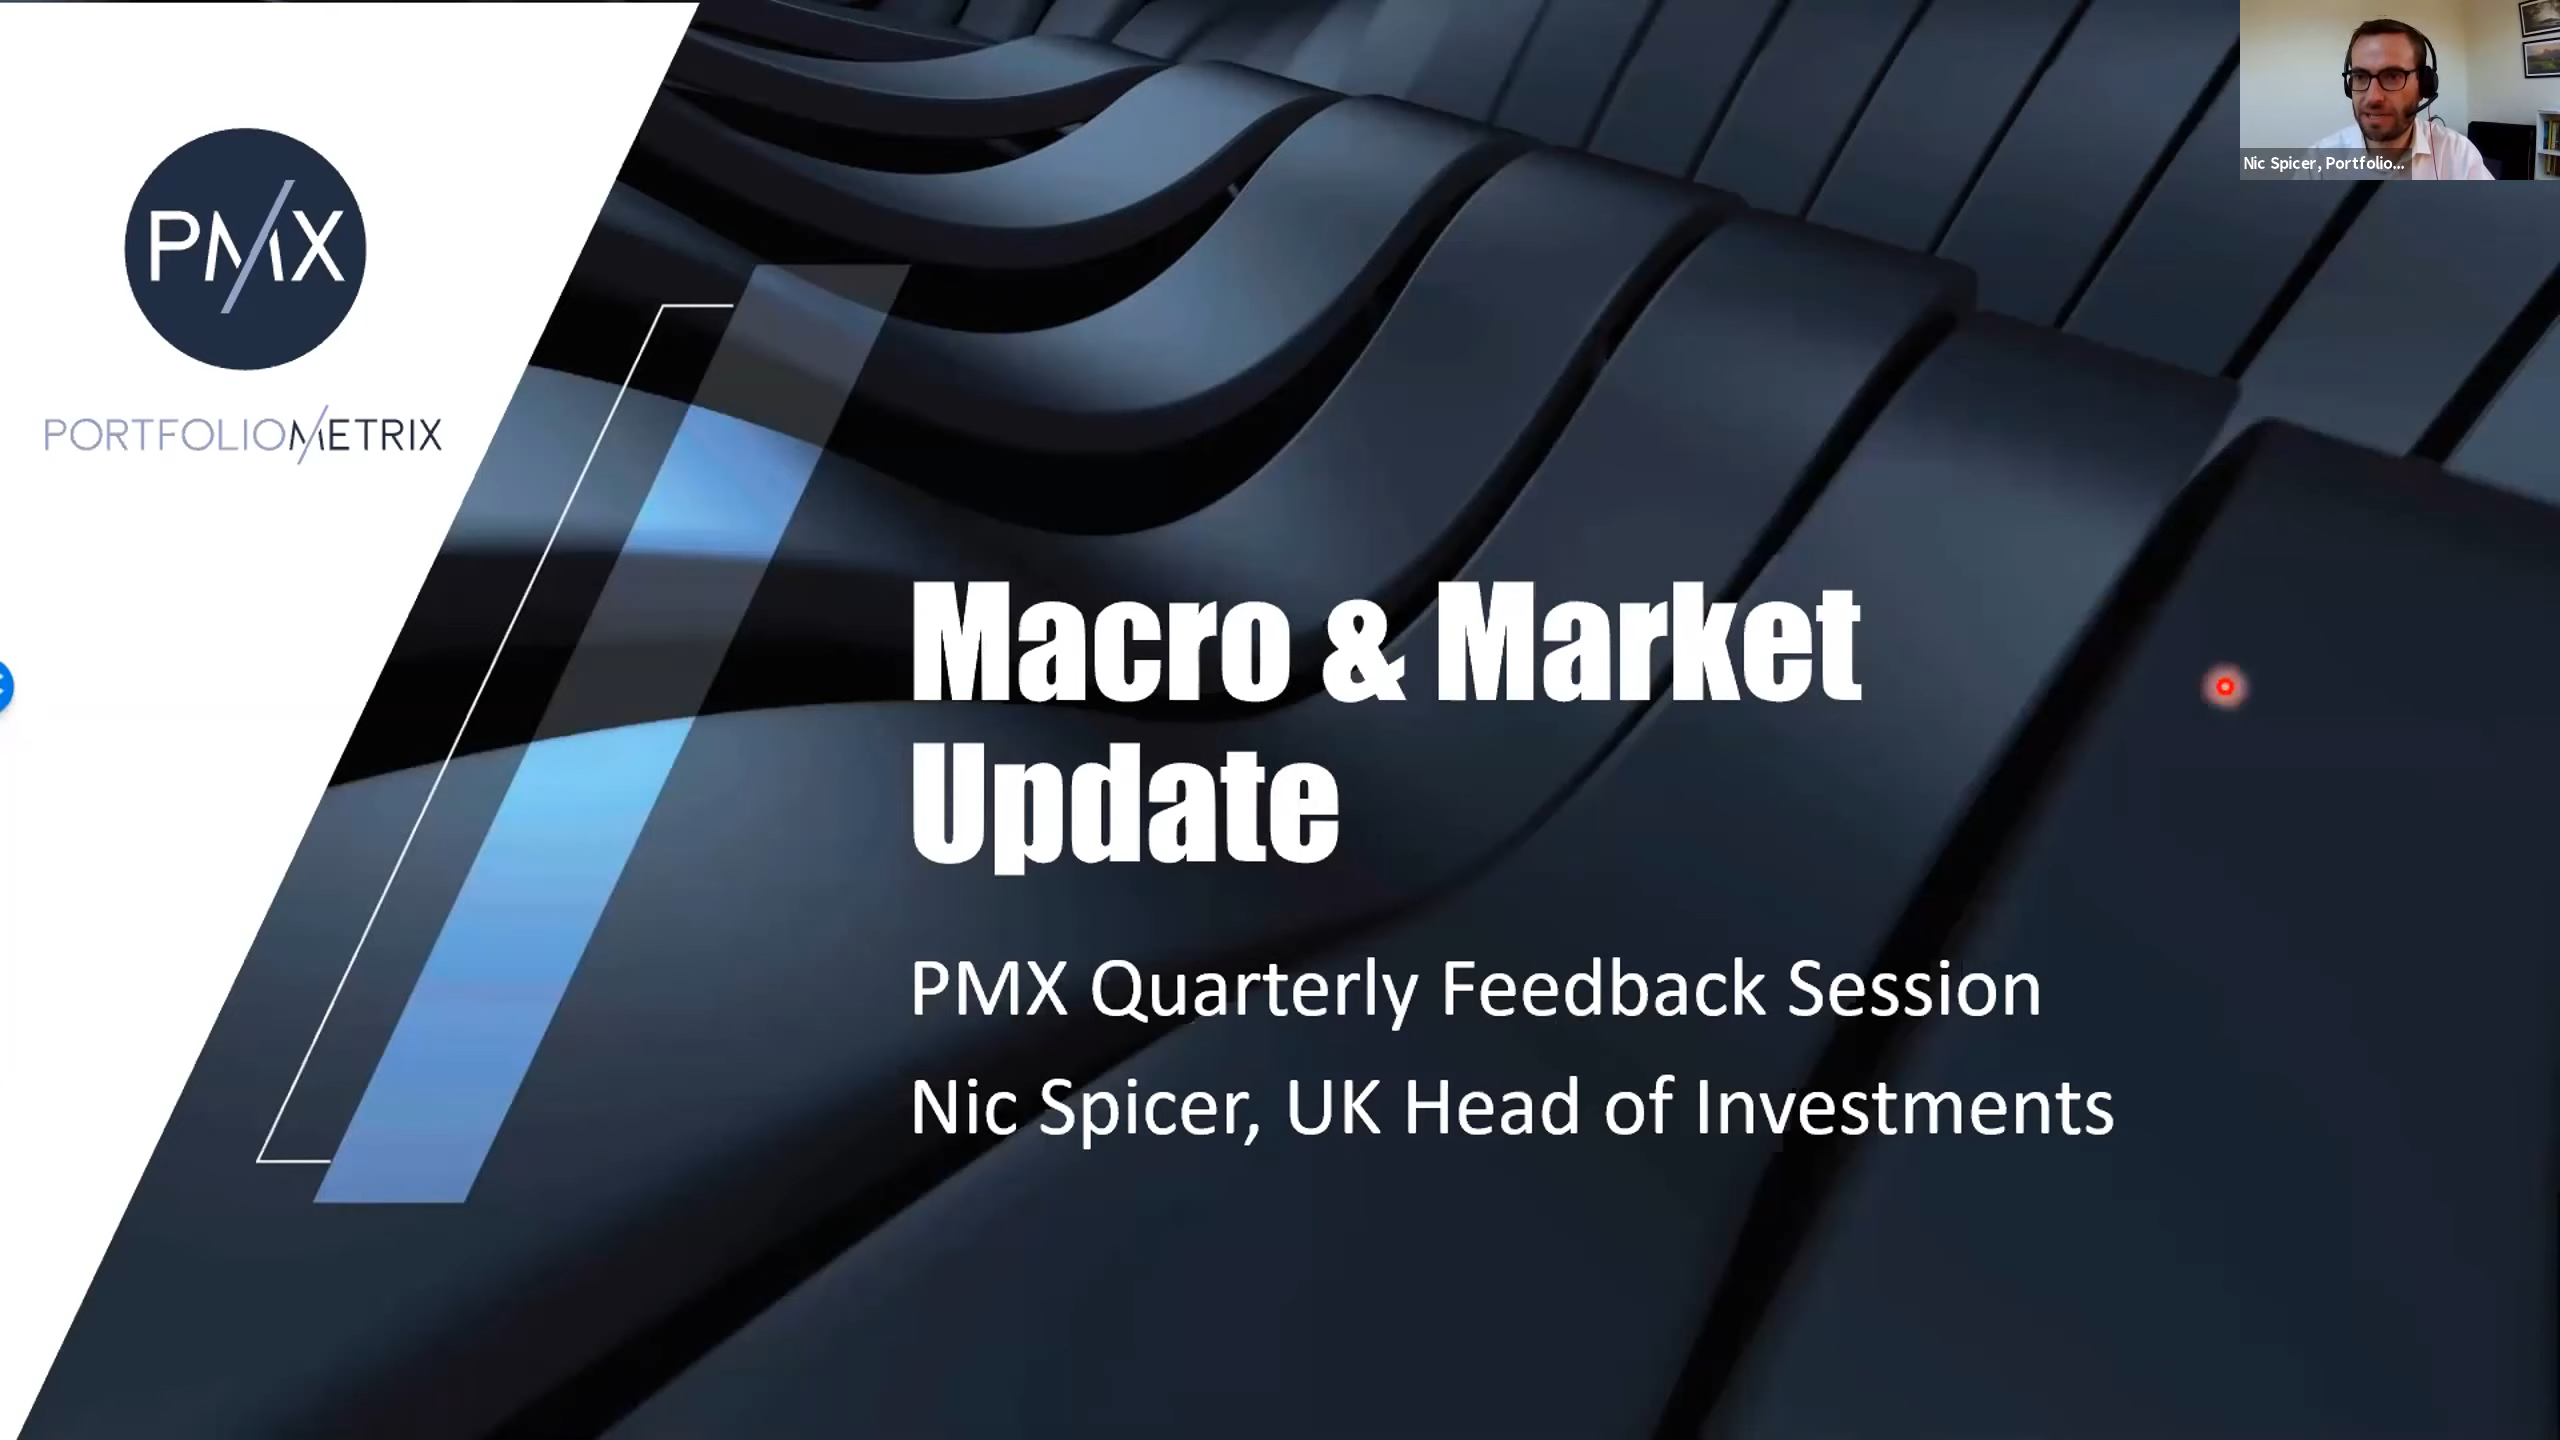 PMX
PORTFOLIOMETRIX
Nic Spicer, Portfolio...
Macro & Market
Update
PMX Quarterly Feedback Session
Nic Spicer, UK Head of Investments